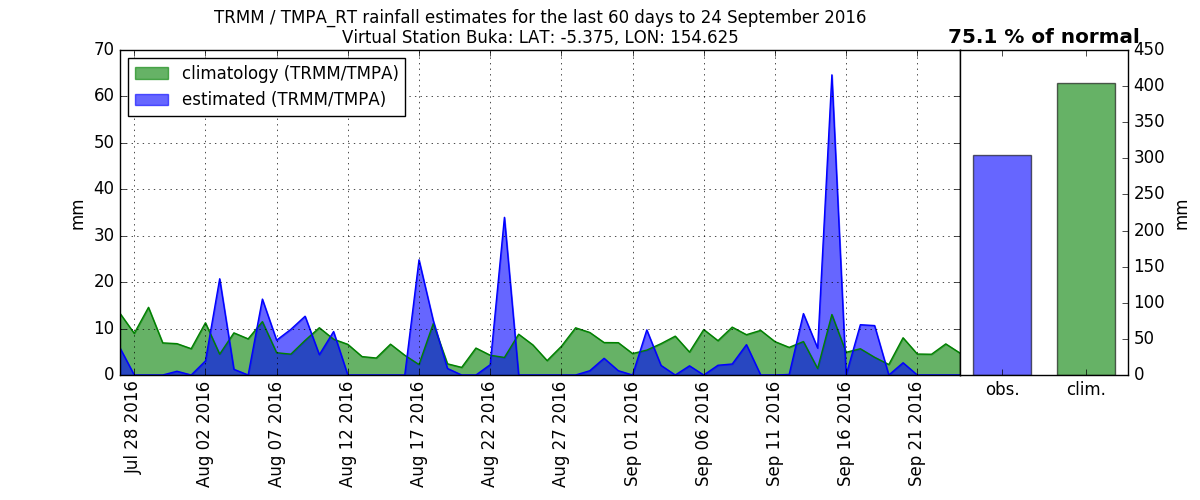 TRMM / TMPA_RT rainfall estimates for the last 60 days to 24 September 2016
Virtual Station Buka: LAT: -5.375, LON: 154.625
75.1 % of normal
climatology (TRMM/TMPA)
estimated (TRMM/TMPA)
70
60
50
40
30
20
10
0
mm
Jul 28 2016
Aug 02 2016
Aug 07 2016
Aug 12 2016
Aug 17 2016
Aug 22 2016
Aug 27 2016
Sep 01 2016
Sep 06 2016
Sep 11 2016
Sep 16 2016
Sep 21 2016
450
400
350
300
250
200
150
100
50
0
mm
obs.
clim.